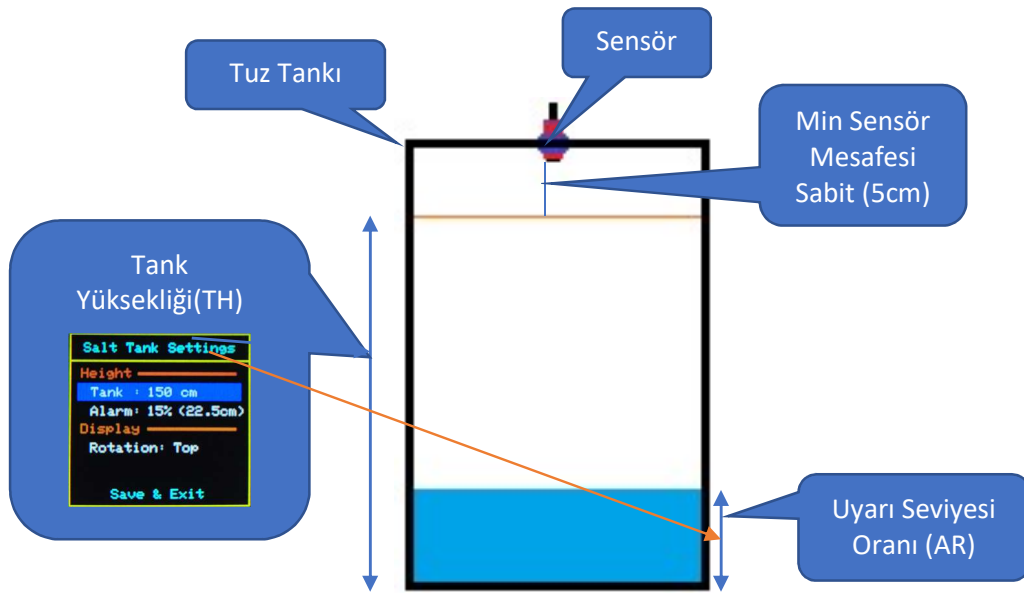 Sensör
Tuz Tankı
Min Sensör
Mesafesi
Sabit (5cm)
Tank
Yüksekliği(TH)
Salt Tank Settings
Height
Tank : 150 cm
Alarm: 15% (22.5cm)
Display
Rotation: Top
Save & Exit
Uyarı Seviyesi
Oranı (AR)